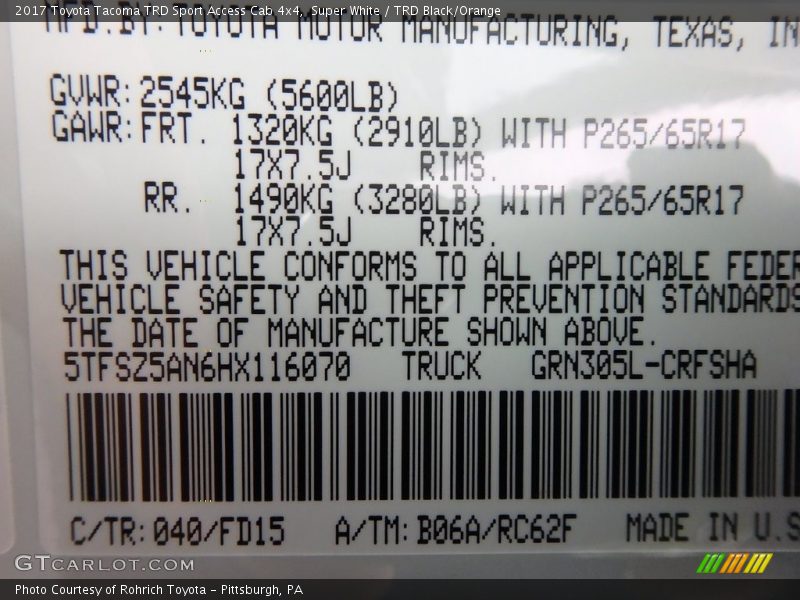 2017 Toyota Tacoma TRD Sport Access Cab 4x4, Super White / TRD Black/Orange
MFD.BY:TOYOTA MOTOR MANUFACTURING, TEXAS, IN
GVWR:2545KG (5600LB)
GAWR:FRT. 1320KG (2910LB) WITH P265/65R17
17X7.5J RIMS.
RR. 1490KG (3280LB) WITH P265/65R17
17X7.5J RIMS.
THIS VEHICLE CONFORMS TO ALL APPLICABLE FEDER
VEHICLE SAFETY AND THEFT PREVENTION STANDARDS
THE DATE OF MANUFACTURE SHOWN ABOVE.
5TFSZ5AN6HX116070 TRUCK GRN305L-CRFSHA
C/TR:040/FD15 A/TM:B06A/RC62F MADE IN U.S
GTCARLOT.COM
Photo Courtesy of Rohrich Toyota - Pittsburgh, PA